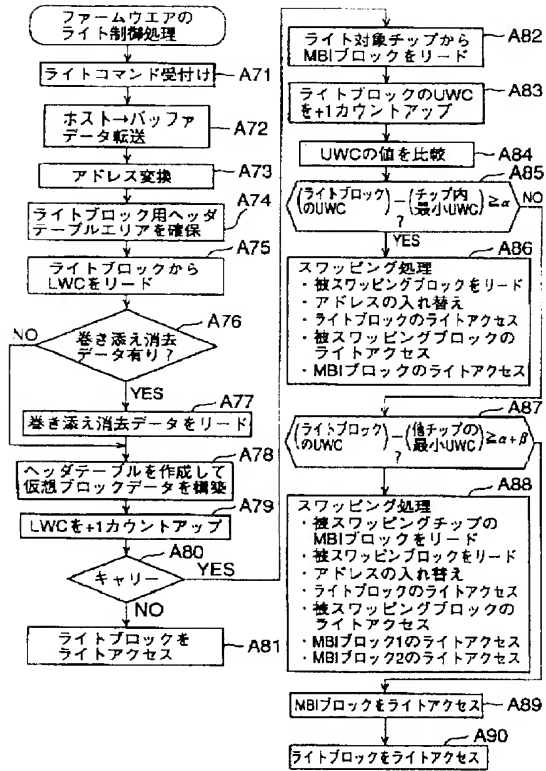 ファームウエアの
ライト制御処理
ライトコマンド受付け
A71
ホスト→バッファ
データ転送
A72
アドレス変換
A73
ライトブロック用ヘッダ
テーブルエリアを確保
A74
ライトブロックから
LWCをリード
A75
巻き添え消去
データ有り?
A76
NO
YES
巻き添え消去データをリード
A77
ヘッダテーブルを作成して
仮想ブロックデータを構築
A78
LWCを+1カウントアップ
A79
キャリー
A80
YES
NO
ライトブロックを
ライトアクセス
A81
ライト対象チップから
MBIブロックをリード
A82
ライトブロックのUWC
を+1カウントアップ
A83
UWCの値を比較
A84
A85
(ライトブロックのUWC)−(チップ内最小UWC)≧α
?
NO
YES
A86
スワッピング処理
・被スワッピングブロックをリード
・アドレスの入れ替え
・ライトブロックのライトアクセス
・被スワッピングブロックの
ライトアクセス
・MBIブロックのライトアクセス
A87
(ライトブロックのUWC)−(他チップの最小UWC)≧α+β
?
A88
スワッピング処理
・被スワッピングチップの
MBIブロックをリード
・被スワッピングブロックをリード
・アドレスの入れ替え
・ライトブロックのライトアクセス
・被スワッピングブロックの
ライトアクセス
・MBIブロック1のライトアクセス
・MBIブロック2のライトアクセス
MBIブロックをライトアクセス
A89
A90
ライトブロックをライトアクセス